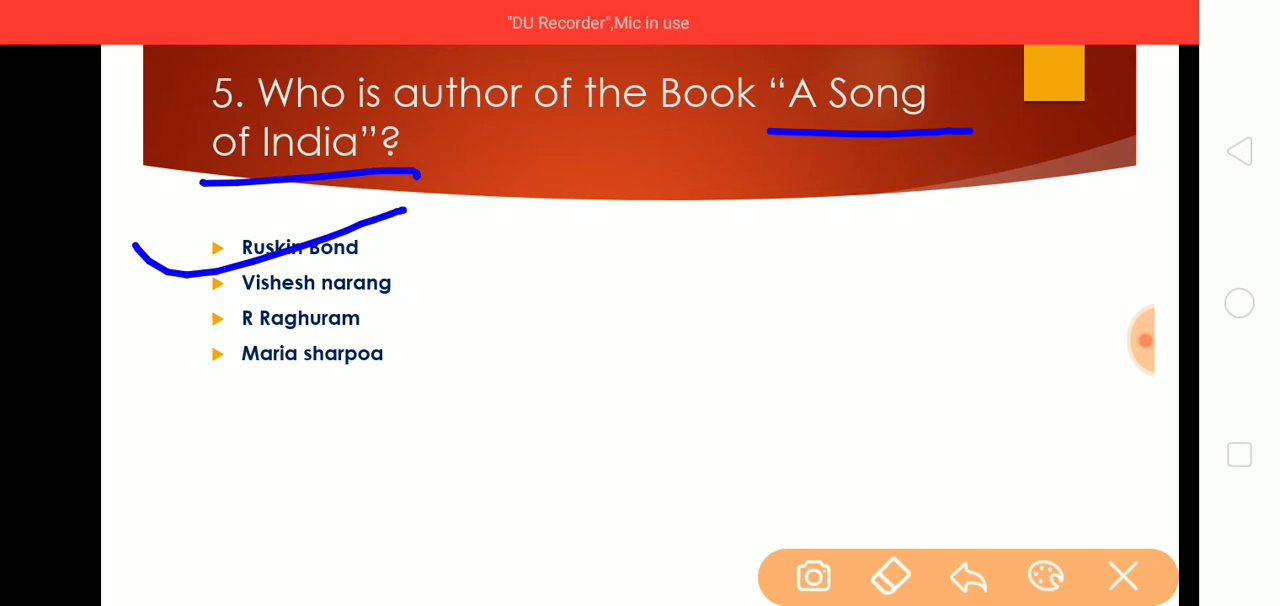 "DU Recorder",Mic in use
5. Who is author of the Book “A Song
of India”?
Ruskin Bond
Vishesh narang
R Raghuram
Maria sharpoa